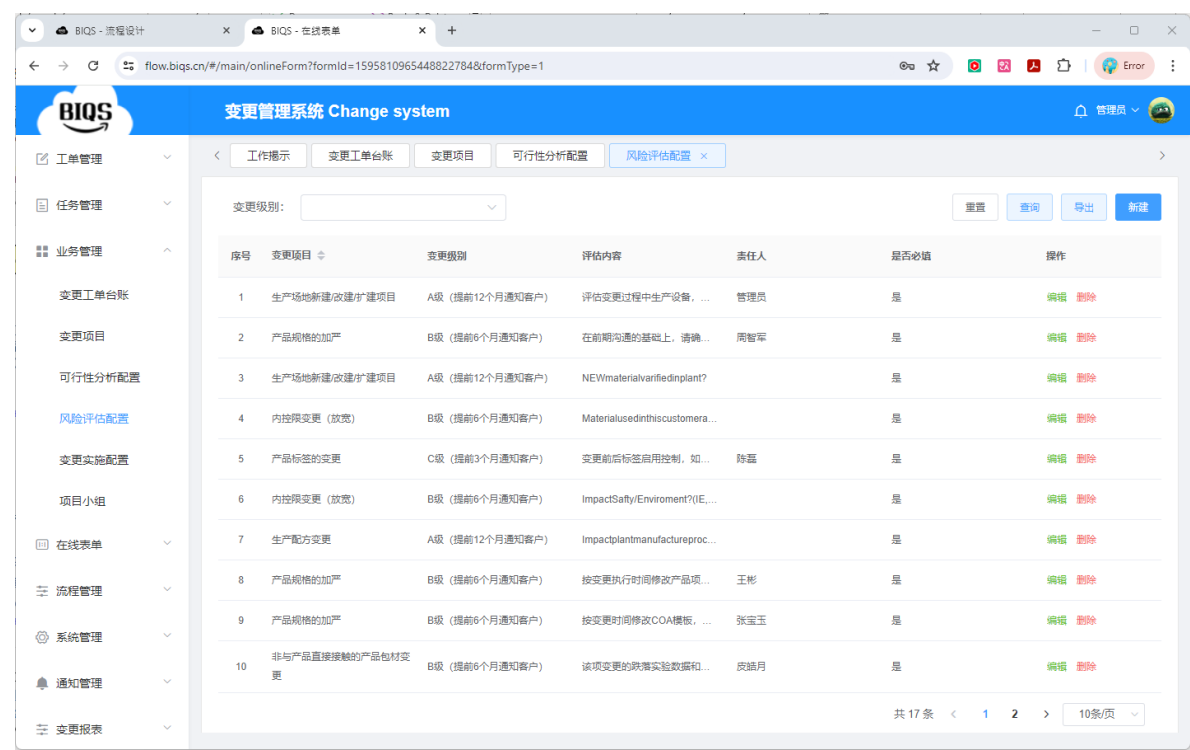 BIQS - 流程设计
BIQS - 在线表单
flow.biqs.cn/#/main/onlineForm?formId=1595810965448822784&formType=1
Error
BIQS
变更管理系统 Change system
管理员
工单管理
任务管理
业务管理
变更工单台账
变更项目
可行性分析配置
风险评估配置
变更实施配置
项目小组
在线表单
流程管理
系统管理
通知管理
变更报表
工作揭示 变更工单台账 变更项目 可行性分析配置 风险评估配置 ×
变更级别： 重置 查询 导出 新建
序号 变更项目 变更级别 评估内容 责任人 是否必填 操作
1 生产场地新建/改建/扩建项目 A级（提前12个月通知客户） 评估变更过程中生产设备，... 管理员 是 编辑 删除
2 产品规格的加严 B级（提前6个月通知客户） 在前期沟通的基础上，请确... 周智军 是 编辑 删除
3 生产场地新建/改建/扩建项目 A级（提前12个月通知客户） NEWmaterialvarifiedinplant? 是 编辑 删除
4 内控限变更（放宽） B级（提前6个月通知客户） Materialusedinthiscustomera... 是 编辑 删除
5 产品标签的变更 C级（提前3个月通知客户） 变更前后标签启用控制，如... 陈磊 是 编辑 删除
6 内控限变更（放宽） B级（提前6个月通知客户） ImpactSafty/Enviroment?(IE,... 是 编辑 删除
7 生产配方变更 A级（提前12个月通知客户） Impactplantmanufactureproc... 是 编辑 删除
8 产品规格的加严 B级（提前6个月通知客户） 按变更执行时间修改产品项... 王彬 是 编辑 删除
9 产品规格的加严 B级（提前6个月通知客户） 按变更时间修改COA模板，... 张宝玉 是 编辑 删除
10 非与产品直接接触的产品包材变更 B级（提前6个月通知客户） 该项变更的跌落实验数据和... 皮皓月 是 编辑 删除
共 17 条 1 2 10条/页